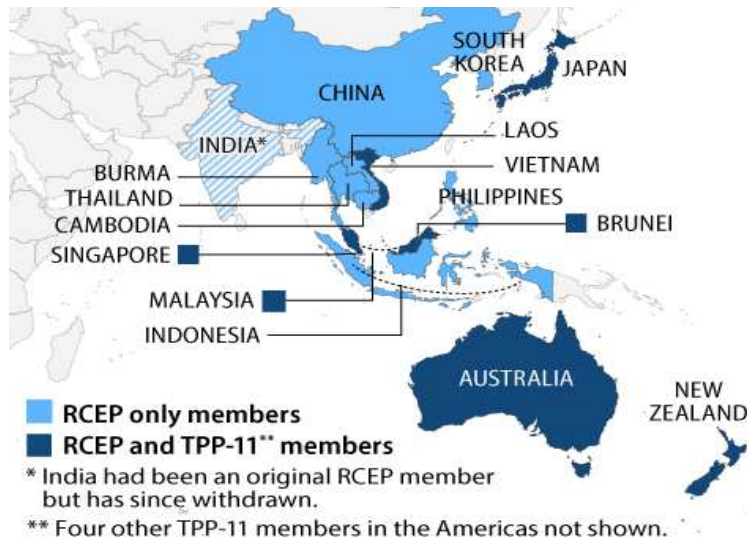 SOUTH
KOREA
JAPAN
CHINA
LAOS
INDIA*
BURMA
VIETNAM
THAILAND
PHILIPPINES
CAMBODIA
BRUNEI
SINGAPORE
MALAYSIA
INDONESIA
AUSTRALIA
NEW
ZEALAND
RCEP only members
RCEP and TPP-11** members
* India had been an original RCEP member
but has since withdrawn.
** Four other TPP-11 members in the Americas not shown.